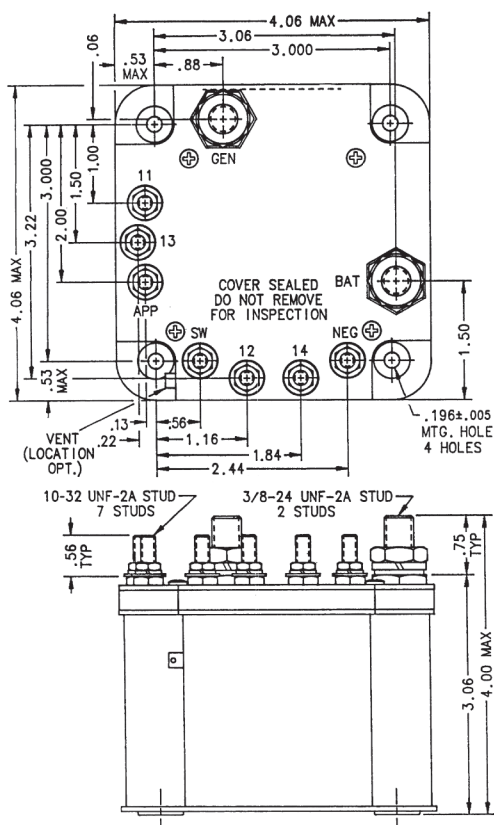 4.06 MAX
3.06
3.000
.06
.53
MAX
.88
GEN
11
13
APP
1.00
1.50
2.00
3.000
3.22
4.06 MAX
.53
MAX
COVER SEALED
DO NOT REMOVE
FOR INSPECTION
BAT
SW
12
14
NEG
1.50
VENT
(LOCATION
OPT.)
.13
.56
.22
1.16
1.84
2.44
.196±.005
MTG. HOLE
4 HOLES
10-32 UNF-2A STUD
7 STUDS
3/8-24 UNF-2A STUD
2 STUDS
.56
TYP
.75
TYP
3.06
4.00 MAX